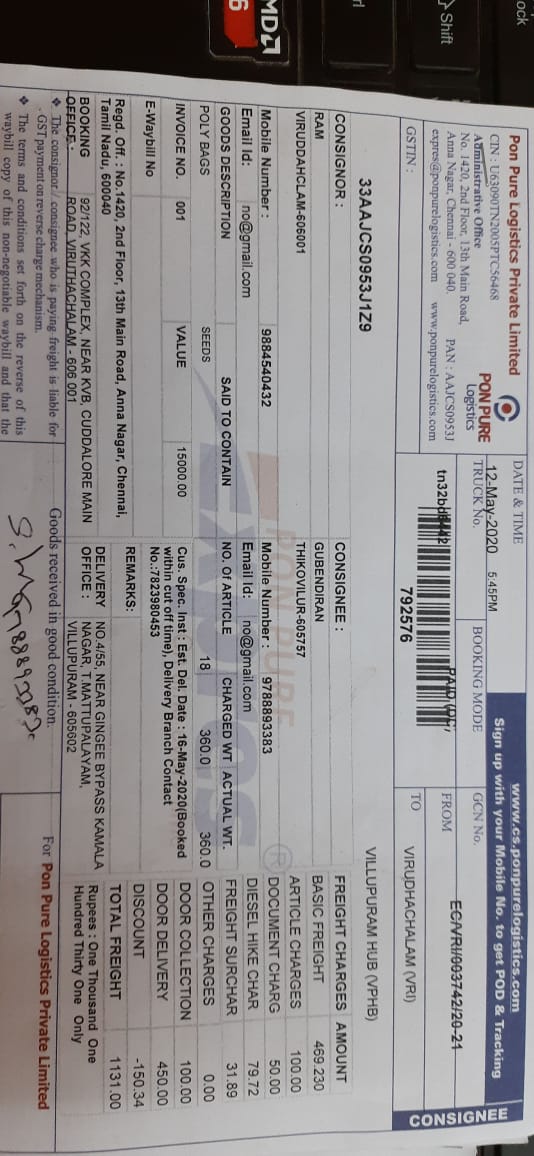 Pon Pure Logistics Private Limited
CIN : U63090TN2005PTC56468
Administrative Office
No. 1420, 2nd Floor, 13th Main Road,
Anna Nagar, Chennai - 600 040.
PAN : AAJCS0953J
expres@ponpurelogistics.com www.ponpurelogistics.com
PON PURE
Logistics
GSTIN :
33AAJCS0953J1Z9
DATE & TIME
12-May-2020 5:45PM
TRUCK No.
BOOKING MODE
792576
www.cs.ponpurelogistics.com
Sign up with your Mobile No. to get POD & Tracking
GCN No.
EC/VRI/003742/20-21
FROM
VIRUDHACHALAM (VRI)
TO
VILLUPURAM HUB (VPHB)
CONSIGNEE
CONSIGNOR :
RAM
VIRUDDAHCLAM-606001
Mobile Number : 9884540432
Email Id: no@gmail.com
CONSIGNEE :
GUBENDIRAN
THIKOVILUR-605757
Mobile Number : 9788893383
Email Id: no@gmail.com
GOODS DESCRIPTION SAID TO CONTAIN NO. Of ARTICLE CHARGED WT ACTUAL WT.
POLY BAGS SEEDS 18 360.0 360.0
INVOICE NO. 001 VALUE 15000.00
Cus. Spec. Inst : Est. Del. Date : 16-May-2020(Booked
within cut off time), Delivery Branch Contact
No.:7823980453
E-Waybill No
REMARKS:
Regd. Off. : No.1420, 2nd Floor, 13th Main Road, Anna Nagar, Chennai,
Tamil Nadu, 600040
BOOKING OFFICE : 92/122, VKK COMPLEX, NEAR KVB, CUDDALORE MAIN
ROAD, VIRUTHACHALAM - 606 001
DELIVERY OFFICE : NO.4/55, NEAR GINGEE BYPASS KAMALA
NAGAR, T.MATTUPALAYAM,
VILLUPURAM - 605602
FREIGHT CHARGES AMOUNT
BASIC FREIGHT 469.230
ARTICLE CHARGES 100.00
DOCUMENT CHARG 50.00
DIESEL HIKE CHAR 79.72
FREIGHT SURCHAR 31.89
OTHER CHARGES 0.00
DOOR COLLECTION 100.00
DOOR DELIVERY 450.00
DISCOUNT -150.34
TOTAL FREIGHT 1131.00
Rupees : One Thousand One
Hundred Thirty One Only
❖ The consignor / consignee who is paying freight is liable for
GST payment on reverse charge mechanism.
❖ The terms and conditions set forth on the reverse of this
waybill copy of this non-negotiable waybill and that the
Goods received in good condition.
For Pon Pure Logistics Private Limited
Shift